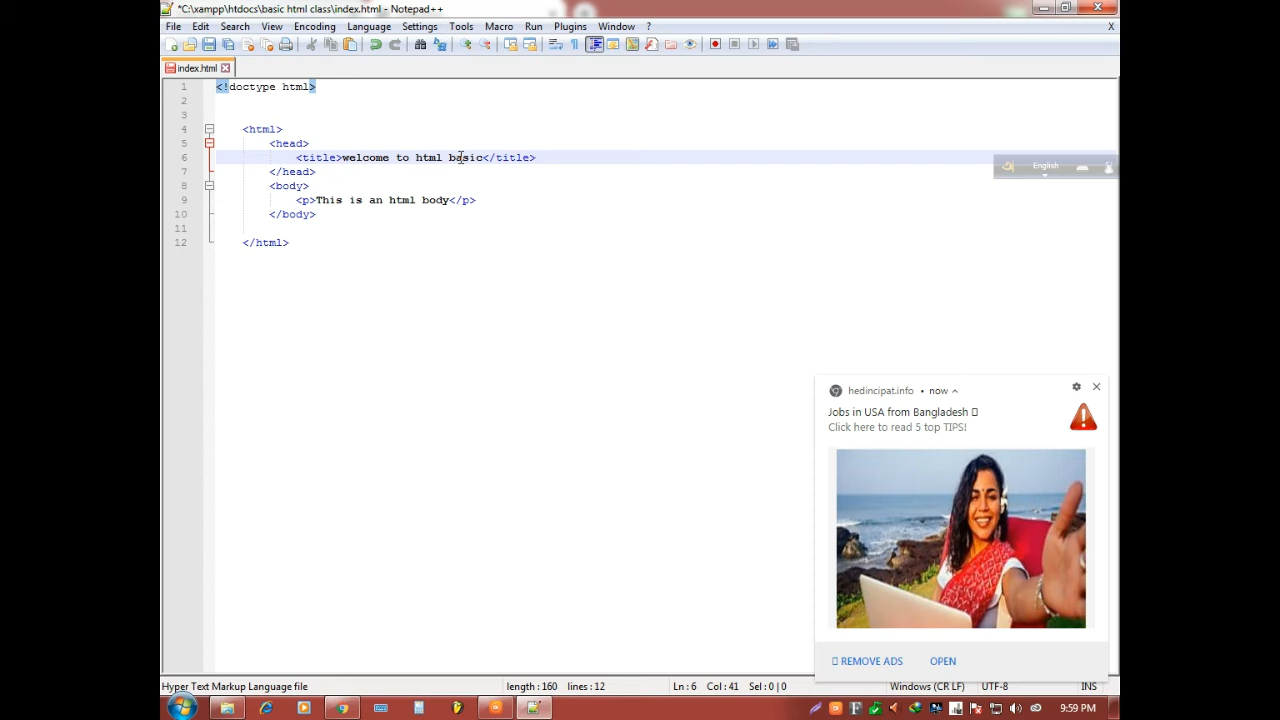 *C:\xampp\htdocs\basic html class\index.html - Notepad++
File Edit Search View Encoding Language Settings Tools Macro Run Plugins Window ? X
index.html
1 <!doctype html>
2
3
4 <html>
5 <head>
6 <title>welcome to html basic</title>
7 </head>
8 <body>
9 <p>This is an html body</p>
10 </body>
11
12 </html>
English
hedincipat.info • now
Jobs in USA from Bangladesh
Click here to read 5 top TIPS!
REMOVE ADS OPEN
Hyper Text Markup Language file length : 160 lines : 12 Ln : 6 Col : 41 Sel : 0 | 0 Windows (CR LF) UTF-8 INS
9:59 PM